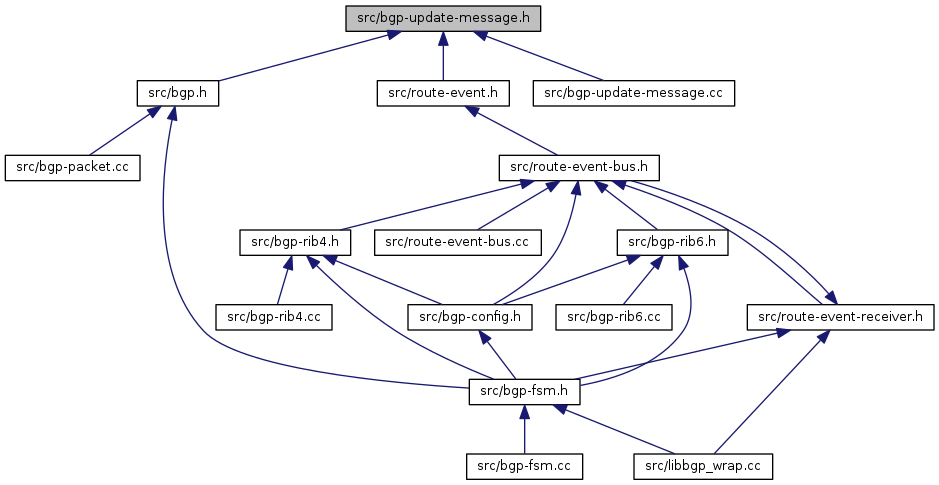 src/bgp-update-message.h
src/bgp.h
src/route-event.h
src/bgp-update-message.cc
src/bgp-packet.cc
src/route-event-bus.h
src/bgp-rib4.h
src/route-event-bus.cc
src/bgp-rib6.h
src/bgp-rib4.cc
src/bgp-config.h
src/bgp-rib6.cc
src/route-event-receiver.h
src/bgp-fsm.h
src/bgp-fsm.cc
src/libbgp_wrap.cc